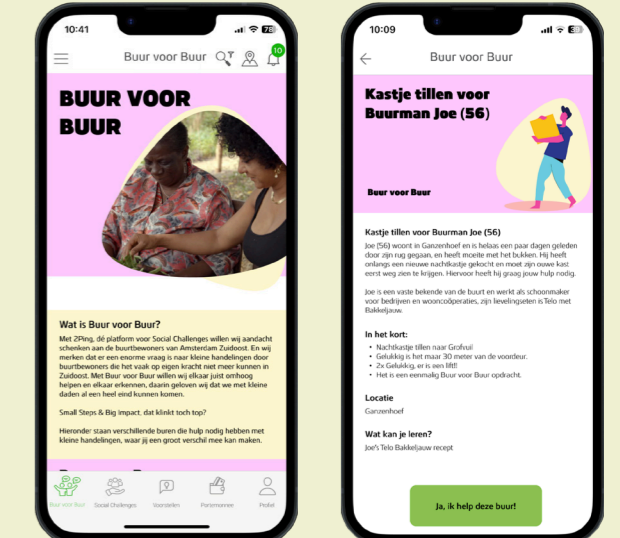 10:41
78
Buur voor Buur
10
BUUR VOOR
BUUR
Wat is Buur voor Buur?
Met 2Ping, dé platform voor Social Challenges willen wij aandacht
schenken aan de buurtbewoners van Amsterdam Zuidoost. En wij
merken dat er een enorme vraag is naar kleine handelingen door
buurtbewoners die het vaak op eigen kracht niet meer kunnen in
Zuidoost. Met Buur voor Buur willen wij elkaar juist omhoog
helpen en elkaar erkennen, daarin geloven wij dat we met kleine
daden al een heel eind kunnen komen.
Small Steps & Big impact, dat klinkt toch top?
Hieronder staan verschillende buren die hulp nodig hebben met
kleine handelingen, waar jij een groot verschil mee kan maken.
Buur voor Buur
Social Challenges
Voorstellen
Portemonnee
Profiel
10:09
Buur voor Buur
Kastje tillen voor
Buurman Joe (56)
Buur voor Buur
Kastje tillen voor Buurman Joe (56)
Joe (56) woont in Ganzenhoef en is helaas een paar dagen geleden
door zijn rug gegaan, en heeft moeite met het bukken. Hij heeft
onlangs een nieuwe nachtkastje gekocht en moet zijn ouwe kast
eerst weg zien te krijgen. Hiervoor heeft hij graag jouw hulp nodig.
Joe is een vaste bekende van de buurt en werkt als schoonmaker
voor bedrijven en wooncoöperaties, zijn lievelingseten is Telo met
Bakkeljauw.
In het kort:
• Nachtkastje tillen naar Grofvuil
• Gelukkig is het maar 30 meter van de voordeur.
• 2x Gelukkig, er is een lift!!
• Het is een eenmalig Buur voor Buur opdracht.
Locatie
Ganzenhoef
Wat kan je leren?
Joe's Telo Bakkeljauw recept
Ja, ik help deze buur!